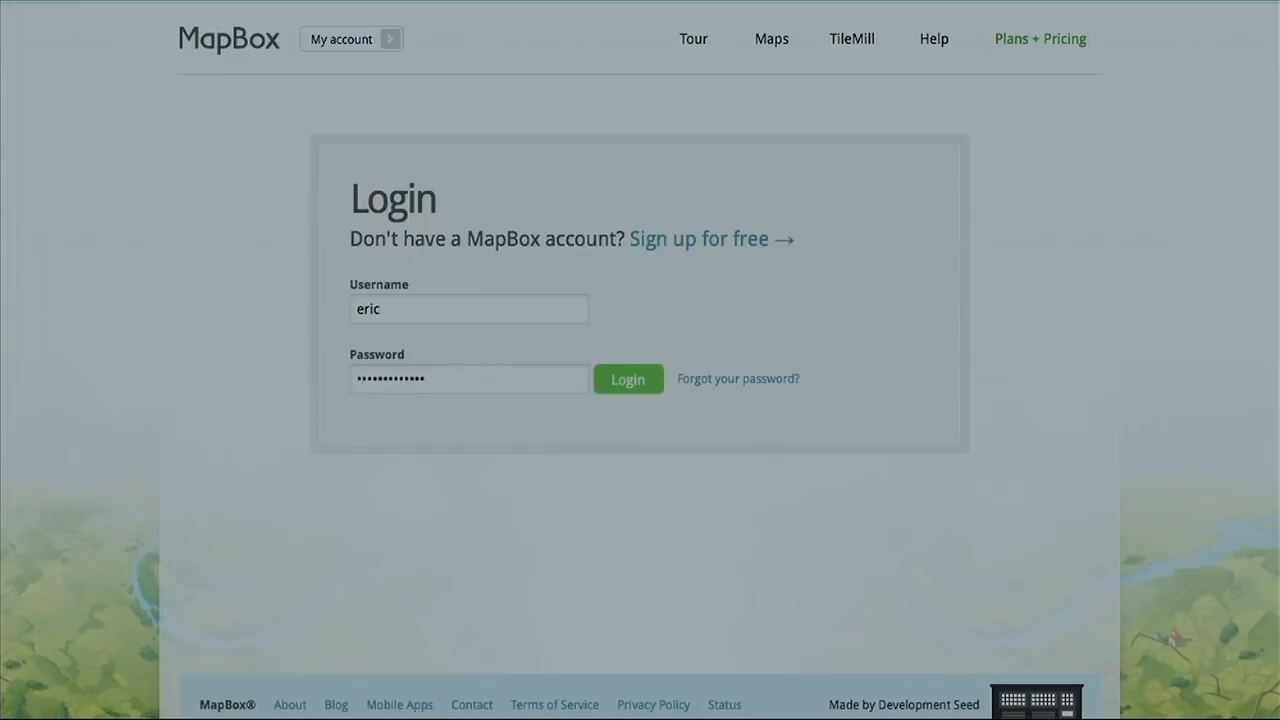 MapBox My account Tour Maps TileMill Help Plans + Pricing
Login
Don't have a MapBox account? Sign up for free →
Username
eric
Password
••••••••••••• Login Forgot your password?
MapBox® About Blog Mobile Apps Contact Terms of Service Privacy Policy Status Made by Development Seed